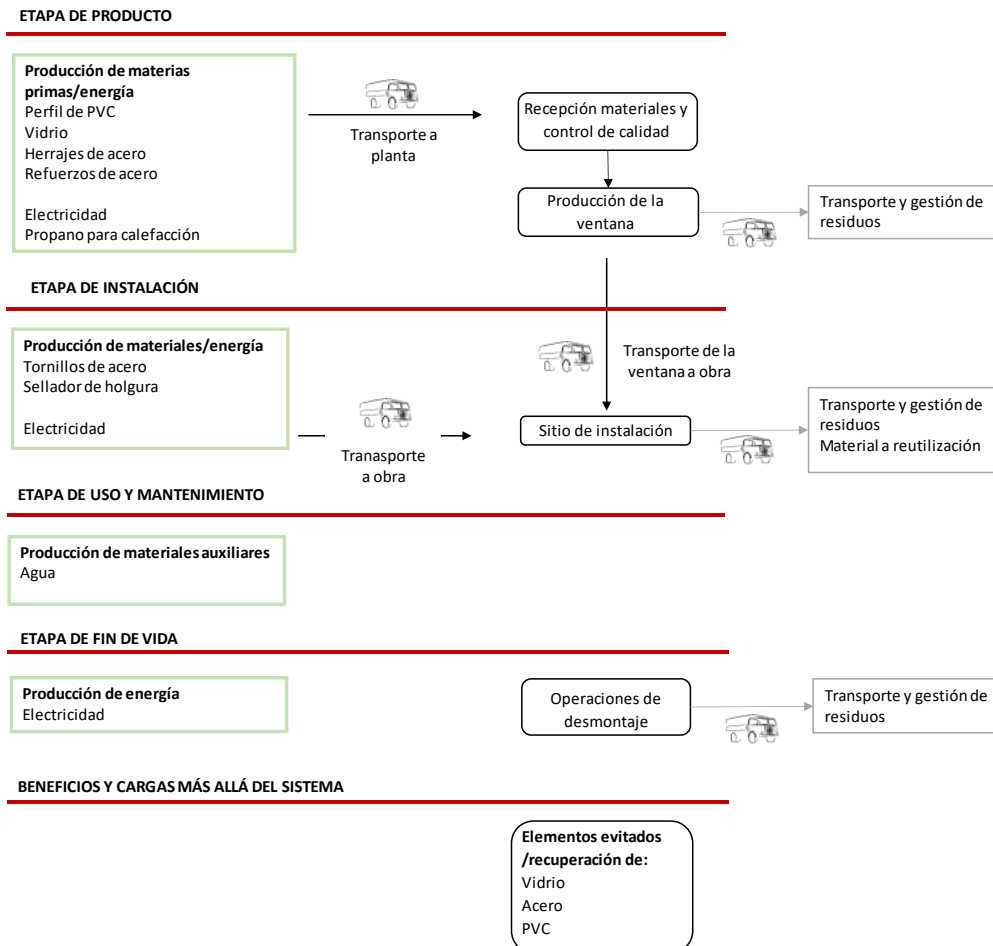 ETAPA DE PRODUCTO
Producción de materias
primas/energía
Perfil de PVC
Vidrio
Herrajes de acero
Refuerzos de acero
Electricidad
Propano para calefacción
Transporte a
planta
Recepción materiales y
control de calidad
Producción de la
ventana
Transporte y gestión de
residuos
ETAPA DE INSTALACIÓN
Producción de materiales/energía
Tornillos de acero
Sellador de holgura
Electricidad
Tranasporte
a obra
Transporte de la
ventana a obra
Sitio de instalación
Transporte y gestión de
residuos
Material a reutilización
ETAPA DE USO Y MANTENIMIENTO
Producción de materiales auxiliares
Agua
ETAPA DE FIN DE VIDA
Producción de energía
Electricidad
Operaciones de
desmontaje
Transporte y gestión de
residuos
BENEFICIOS Y CARGAS MÁS ALLÁ DEL SISTEMA
Elementos evitados
/recuperación de:
Vidrio
Acero
PVC